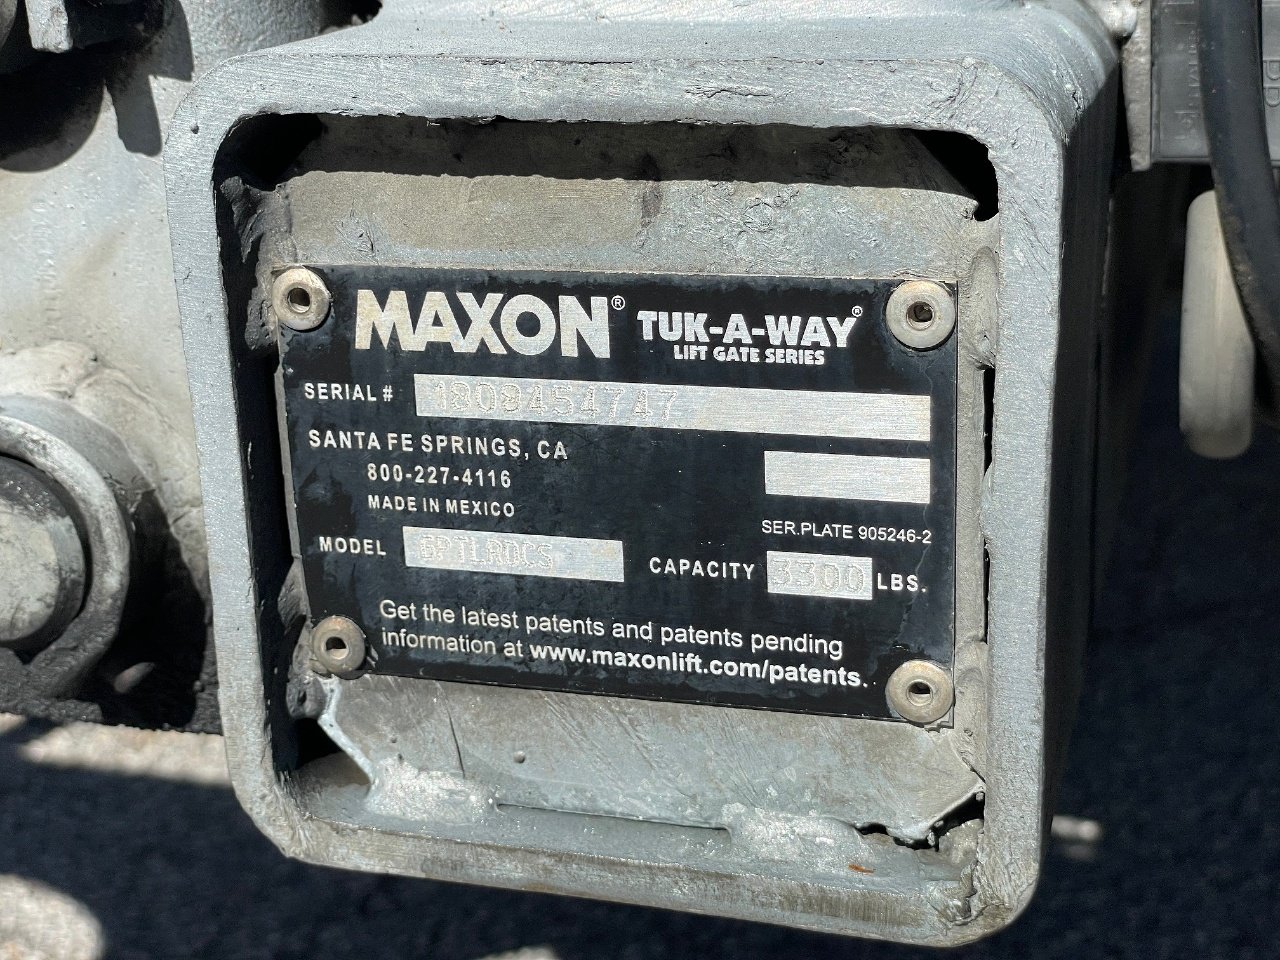 MAXON® TUK-A-WAY®
LIFT GATE SERIES
SERIAL # 1808454747
SANTA FE SPRINGS, CA
800-227-4116
MADE IN MEXICO
SER.PLATE 905246-2
MODEL GPTLRDCS CAPACITY 3300 LBS.
Get the latest patents and patents pending
information at www.maxonlift.com/patents.